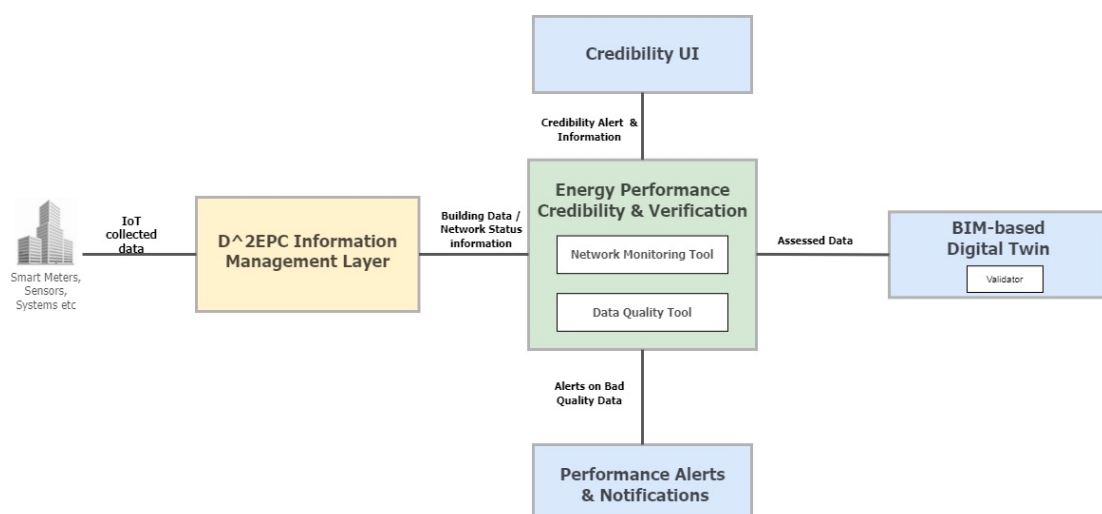 Credibility UI
Credibility Alert &
Information
Smart Meters,
Sensors,
Systems etc
IoT
collected
data
D^2EPC Information
Management Layer
Building Data /
Network Status
information
Energy Performance
Credibility & Verification
Network Monitoring Tool
Data Quality Tool
Assessed Data
BIM-based
Digital Twin
Validator
Alerts on Bad
Quality Data
Performance Alerts
& Notifications